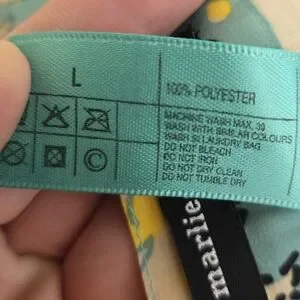 L
100% POLYESTER
MACHINE WASH MAX. 30
WASH WITH SIMILAR COLOURS
WASH IN LAUNDRY BAG
DO NOT BLEACH
DO NOT IRON
DO NOT DRY CLEAN
DO NOT TUMBLE DRY
marlie